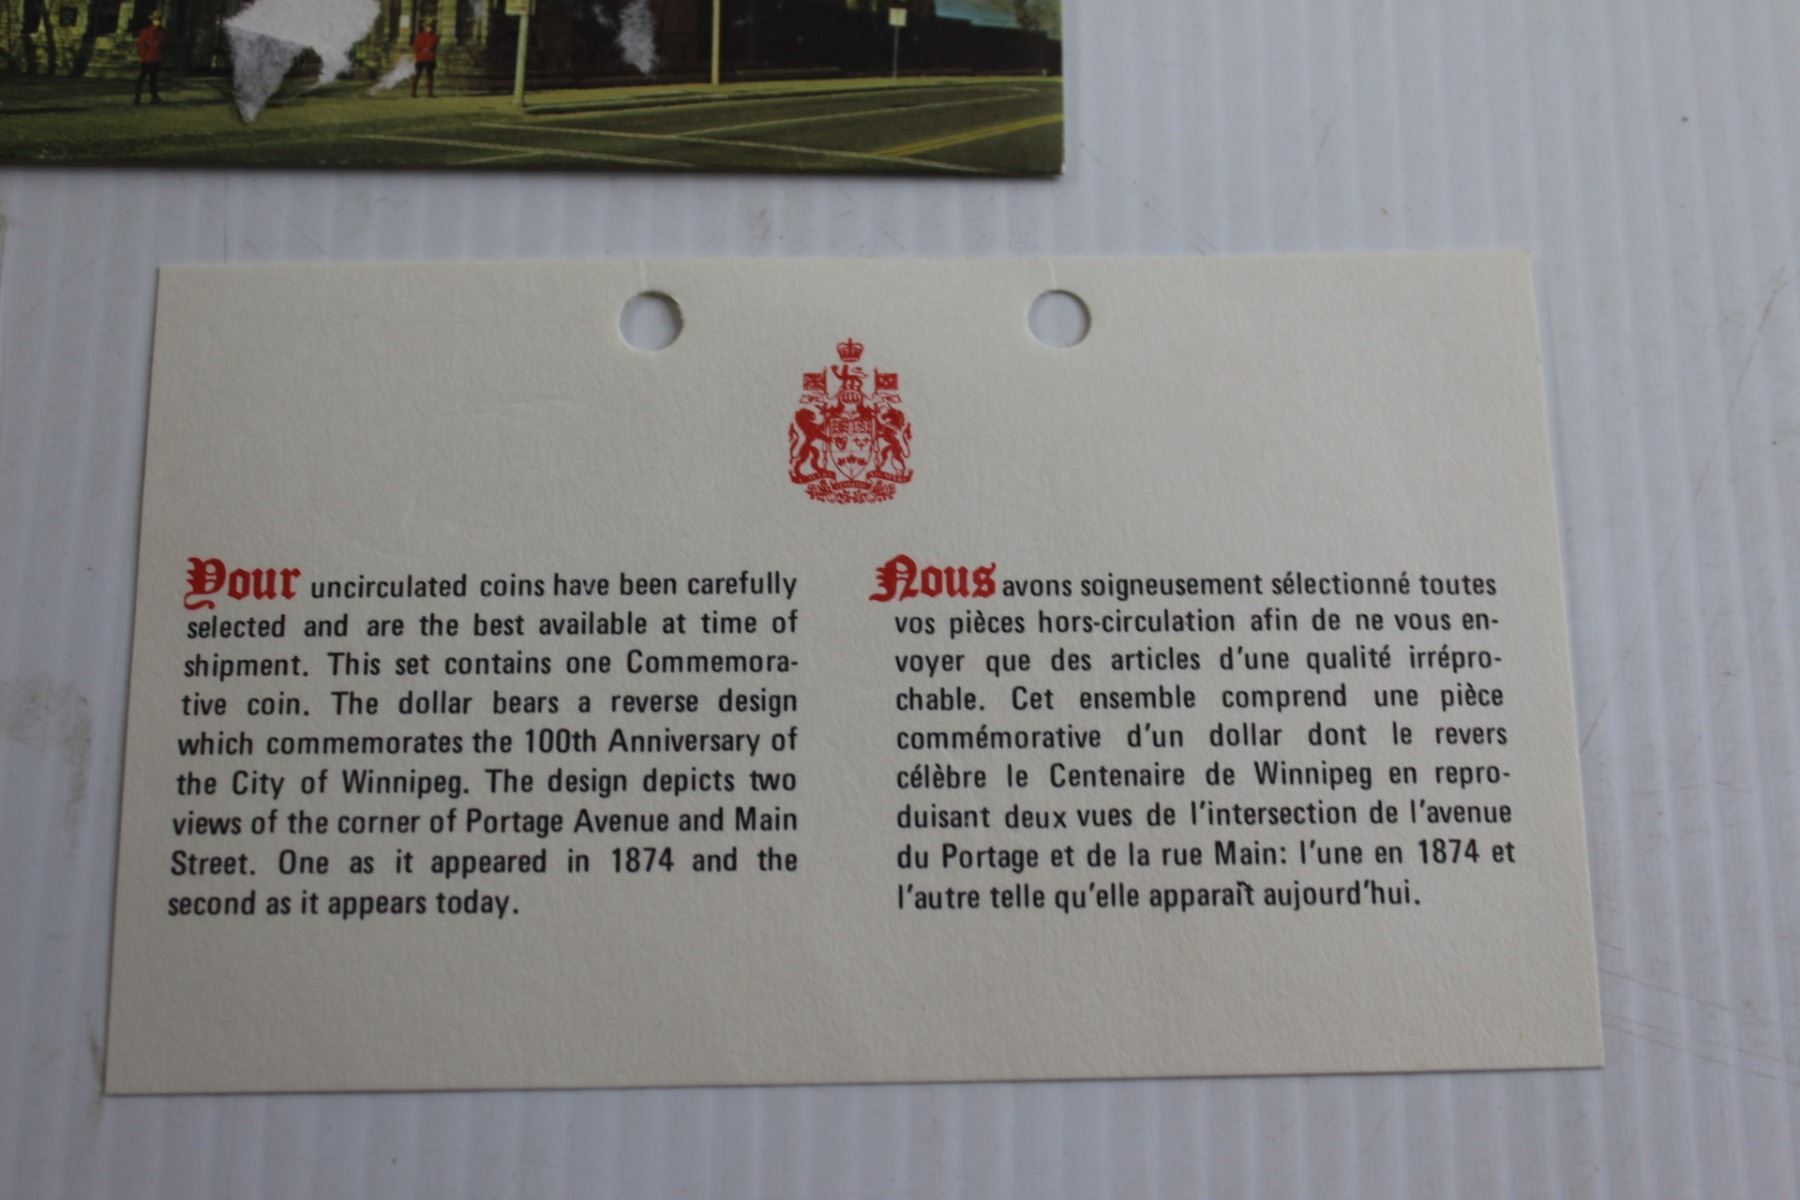 Your uncirculated coins have been carefully
selected and are the best available at time of
shipment. This set contains one Commemora-
tive coin. The dollar bears a reverse design
which commemorates the 100th Anniversary of
the City of Winnipeg. The design depicts two
views of the corner of Portage Avenue and Main
Street. One as it appeared in 1874 and the
second as it appears today.
Nous avons soigneusement sélectionné toutes
vos pièces hors-circulation afin de ne vous en-
voyer que des articles d'une qualité irrépro-
chable. Cet ensemble comprend une pièce
commémorative d'un dollar dont le revers
célèbre le Centenaire de Winnipeg en repro-
duisant deux vues de l'intersection de l'avenue
du Portage et de la rue Main: l'une en 1874 et
l'autre telle qu'elle apparaît aujourd'hui.